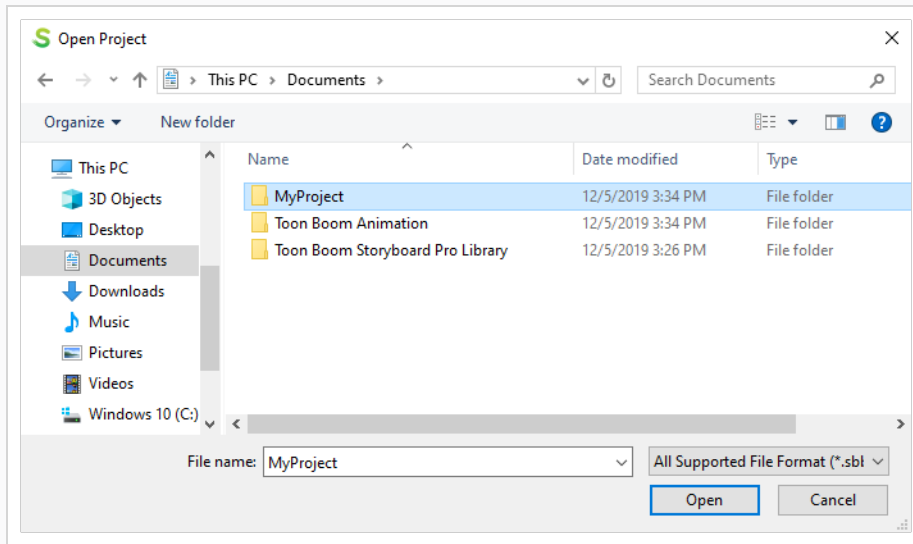 Open Project
This PC > Documents >
Search Documents
Organize
New folder
This PC
3D Objects
Desktop
Documents
Downloads
Music
Pictures
Videos
Windows 10 (C:)
Name Date modified Type
MyProject 12/5/2019 3:34 PM File folder
Toon Boom Animation 12/5/2019 3:34 PM File folder
Toon Boom Storyboard Pro Library 12/5/2019 3:26 PM File folder
File name: MyProject
All Supported File Format (*.sb
Open Cancel